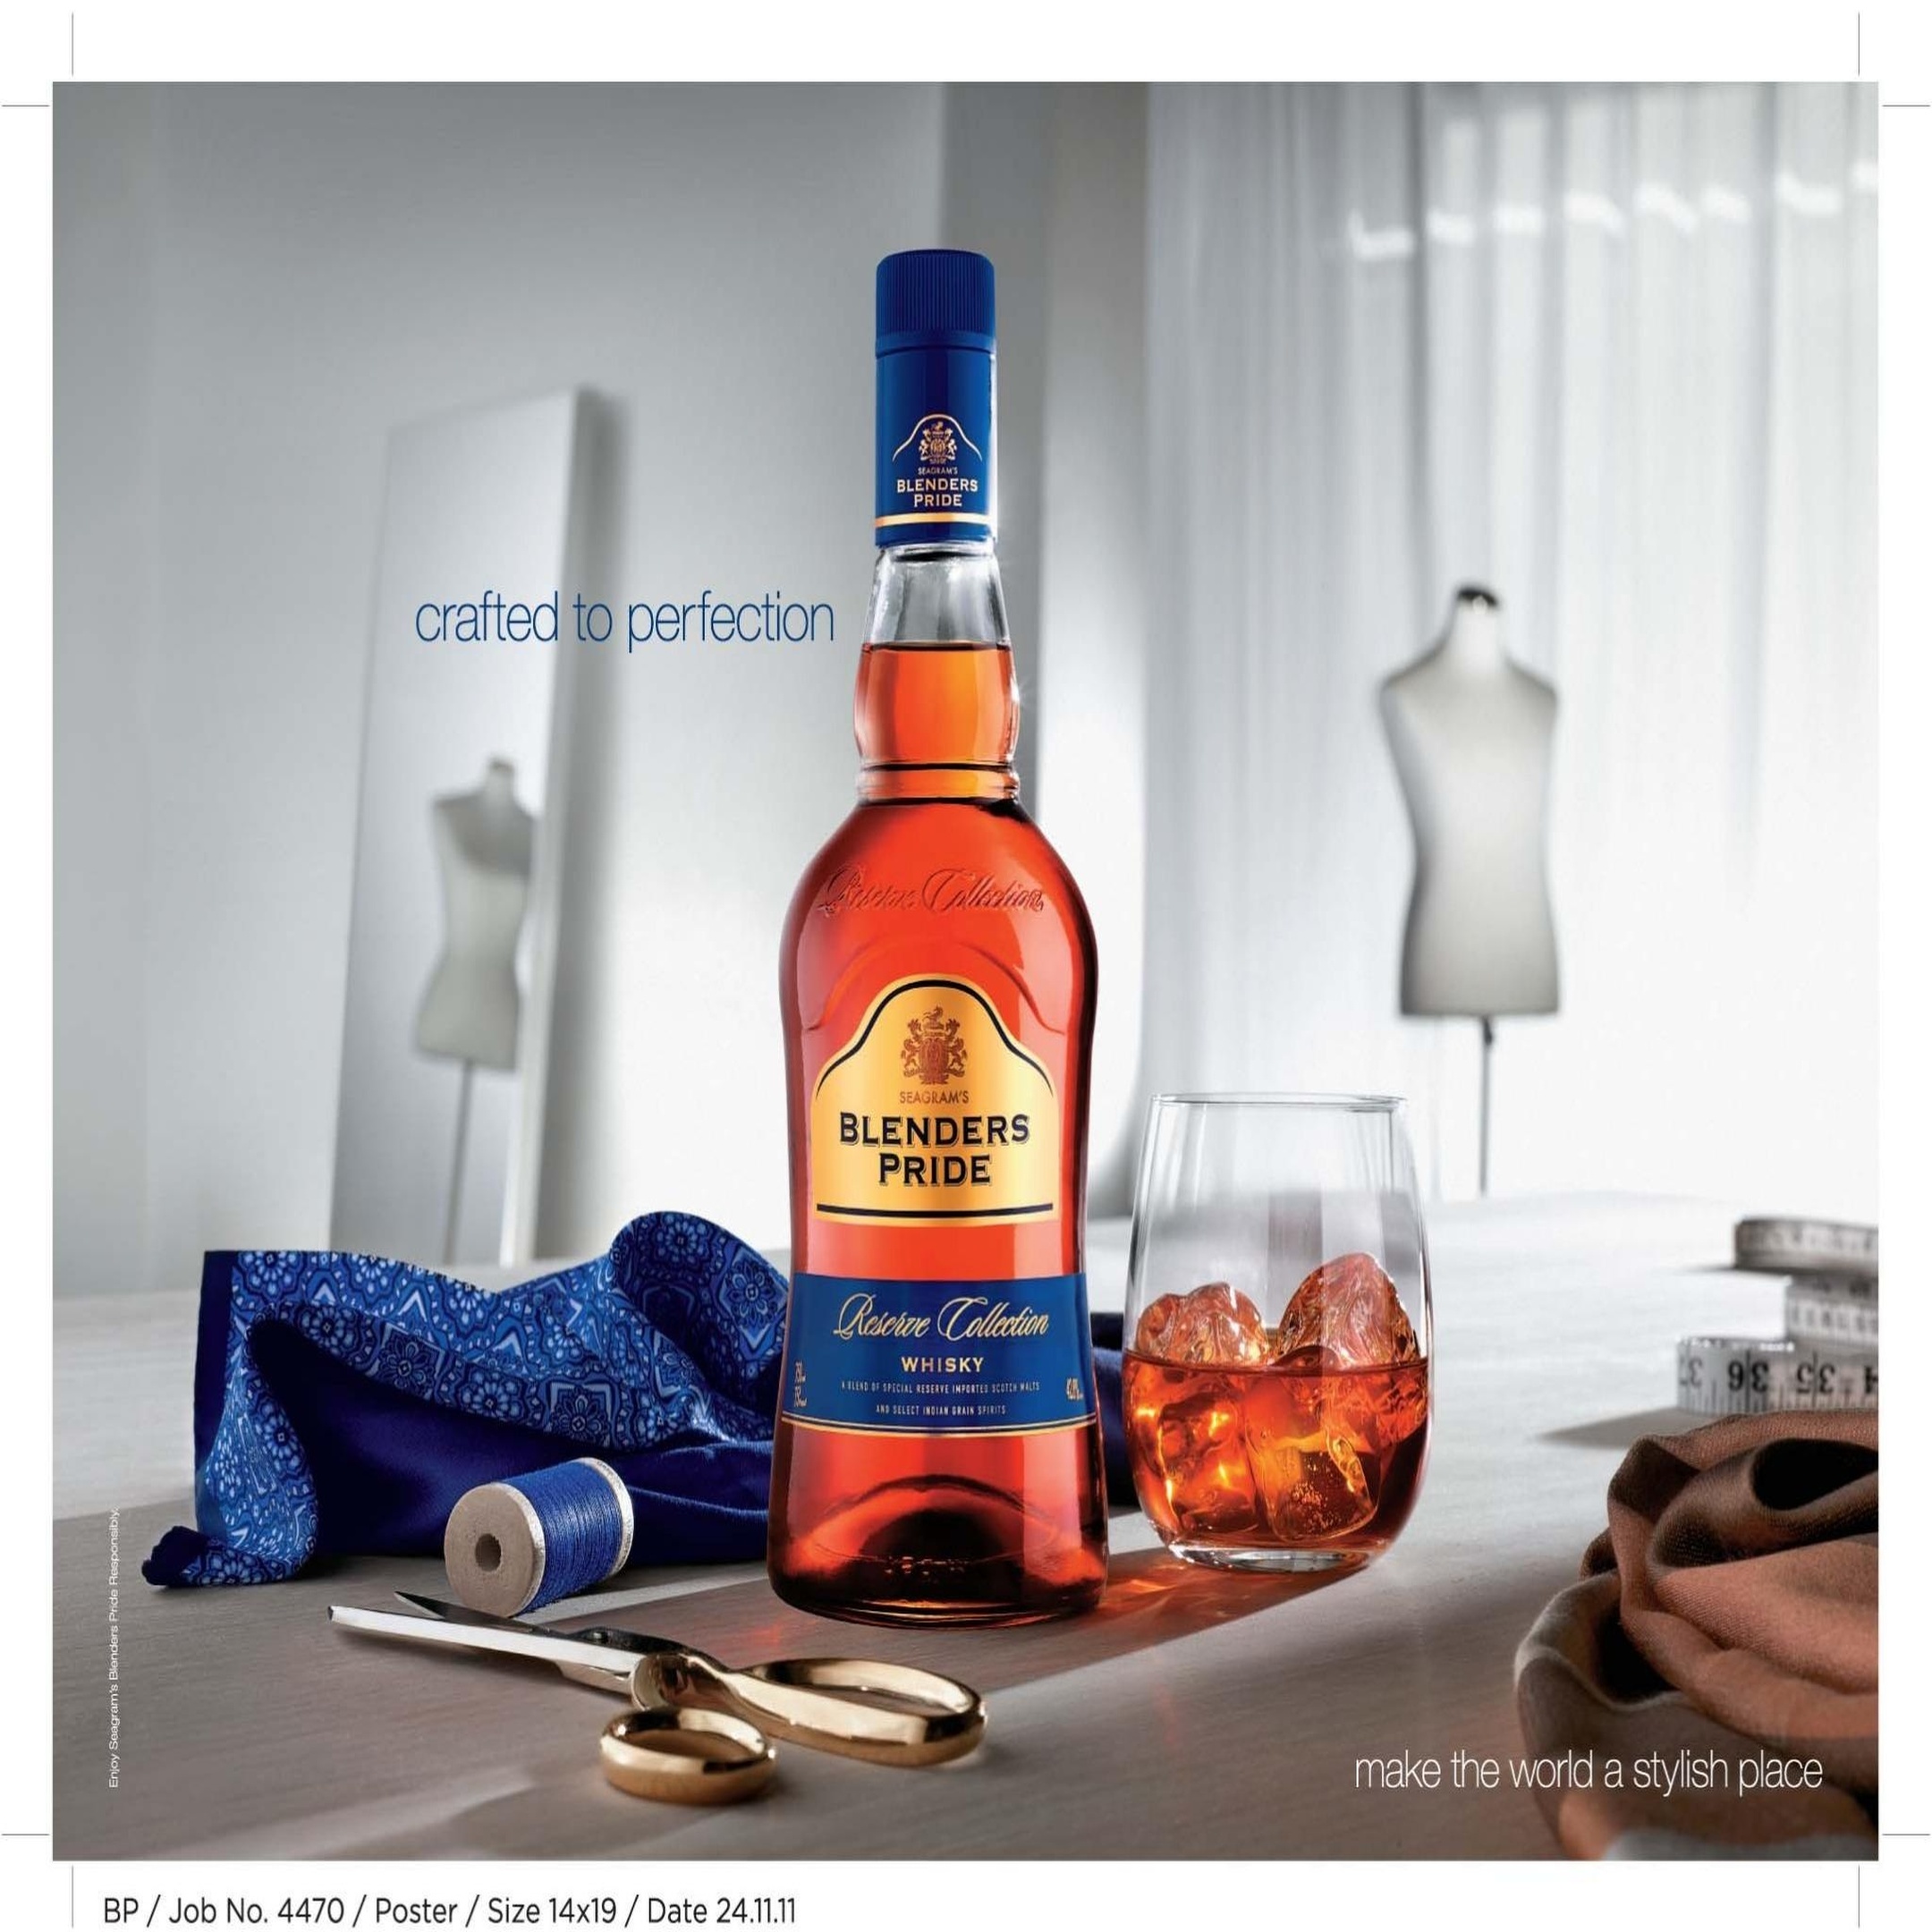 SEAGRAM'S
BLENDERS
PRIDE
crafted to perfection
Reserve Collection
SEAGRAM'S
BLENDERS
PRIDE
Reserve Collection
WHISKY
A BLEND OF SPECIAL RESERVE IMPORTED SCOTCH MALTS
AND SELECT INDIAN GRAIN SPIRITS
36 35
Enjoy Seagram's Blenders Pride Responsibly.
make the world a stylish place
BP / Job No. 4470 / Poster / Size 14x19 / Date 24.11.11